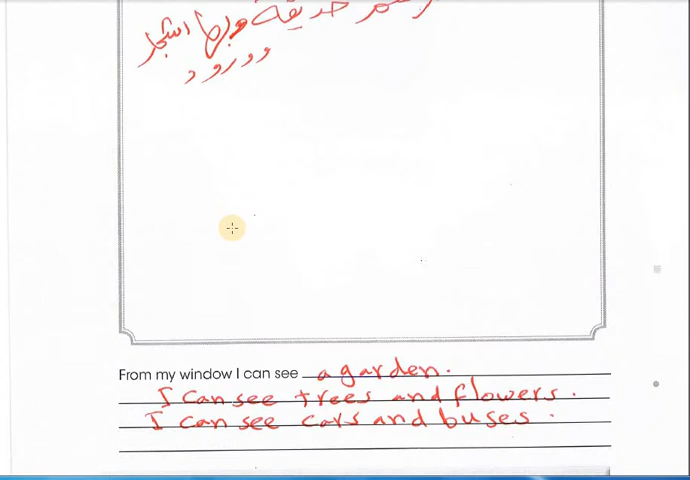 حديقة وبها اشجار
وورود
From my window I can see a garden.
I can see trees and flowers.
I can see cars and buses.